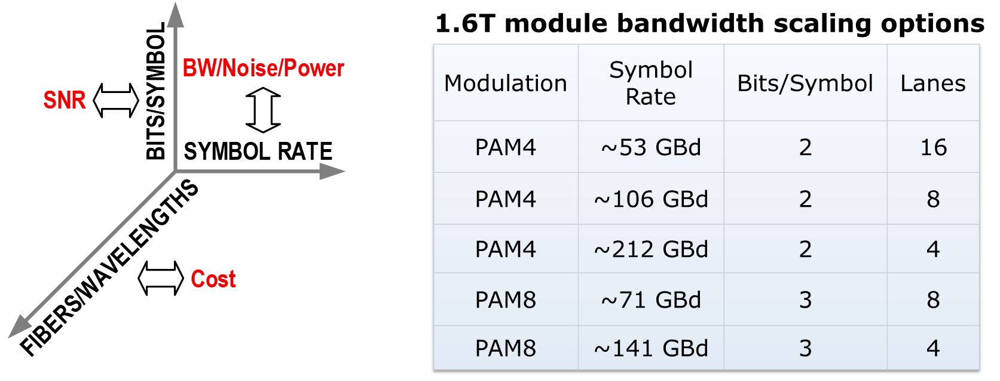 BITS/SYMBOL
BW/Noise/Power
SNR
SYMBOL RATE
FIBERS/WAVELENGTHS
Cost
1.6T module bandwidth scaling options
Modulation Symbol Rate Bits/Symbol Lanes
PAM4 ~53 GBd 2 16
PAM4 ~106 GBd 2 8
PAM4 ~212 GBd 2 4
PAM8 ~71 GBd 3 8
PAM8 ~141 GBd 3 4